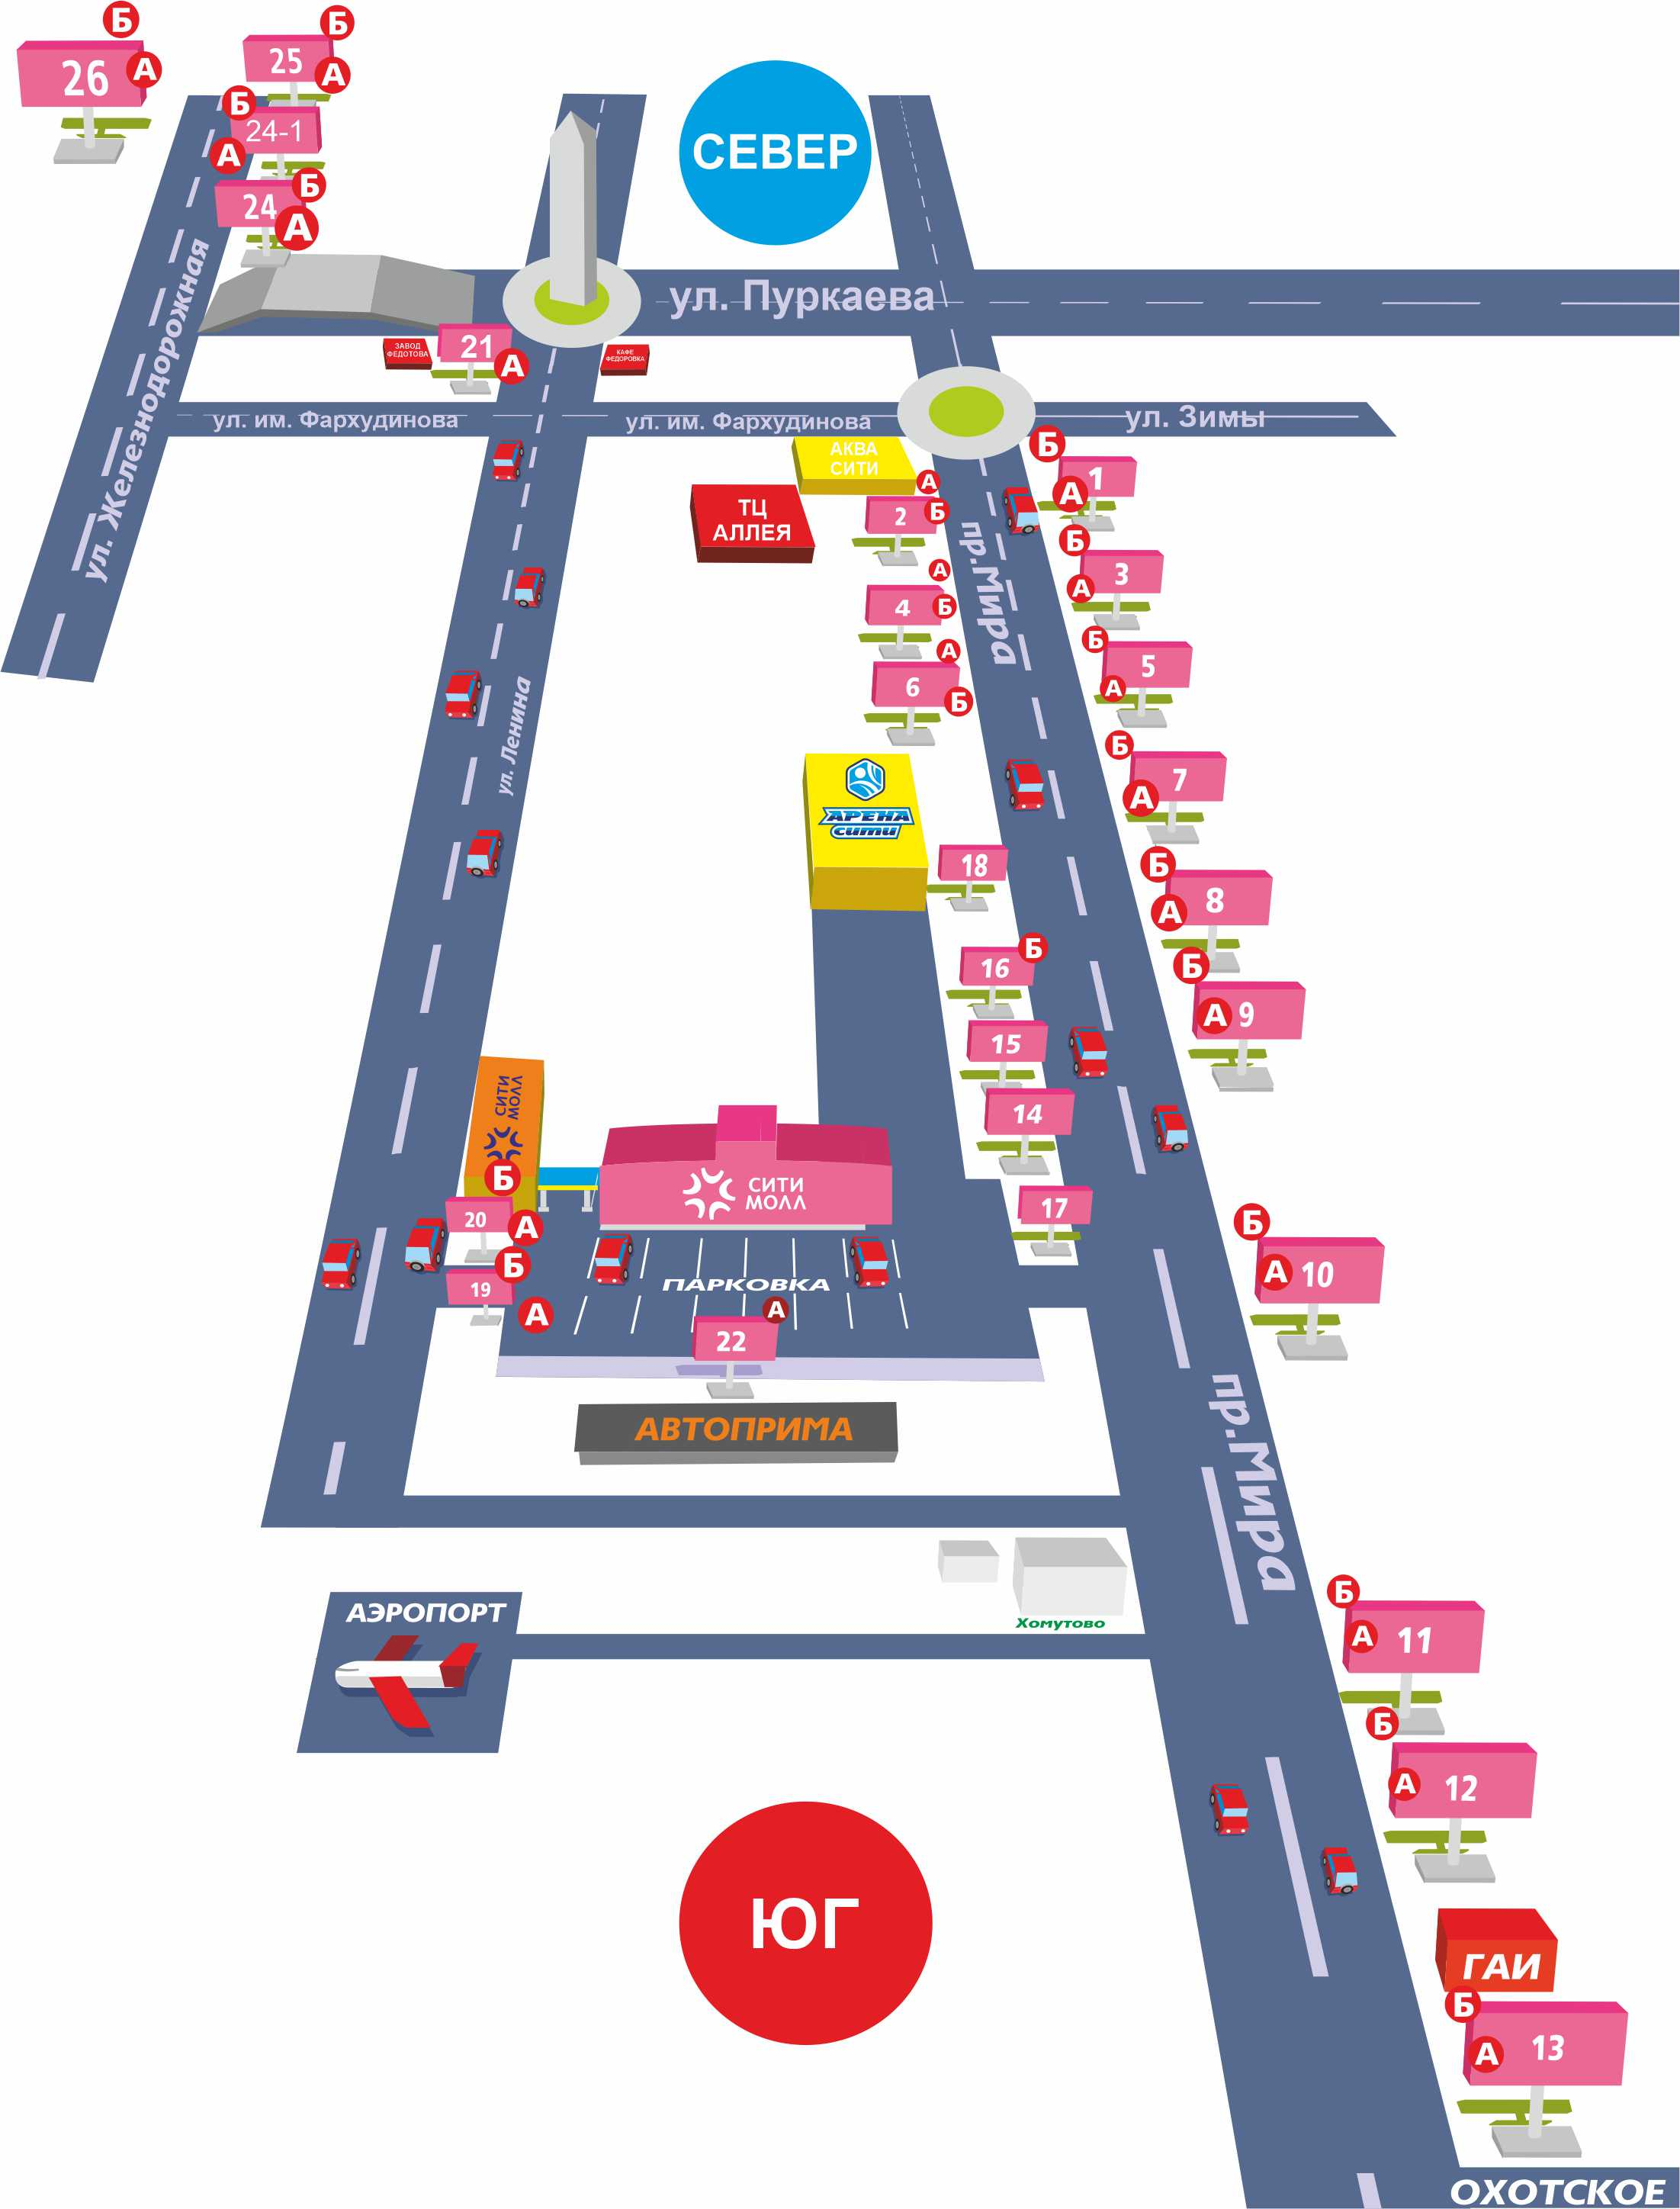 Б
26
А
Б
25
А
Б
24-1
А
Б
24
А
СЕВЕР
ул. Железнодорожная
ул. Пуркаева
ЗАВОД
ФЕДОТОВА
21
А
КАФЕ
ФЕДОРОВКА
ул. им. Фархудинова
ул. им. Фархудинова
ул. Зимы
АКВА
СИТИ
ТЦ
АЛЛЕЯ
А
2
Б
Б
1
А
пр.Мира
Б
3
А
А
4
Б
Б
5
А
А
6
Б
ул. Ленина
Б
7
А
АРЕНА
сити
18
Б
8
А
16
Б
Б
А
9
15
14
СИТИ
МОЛЛ
Б
20
А
СИТИ
МОЛЛ
17
Б
А
10
Б
19
А
ПАРКОВКА
А
22
АВТОПРИМА
пр.Мира
АЭРОПОРТ
Хомутово
Б
А
11
Б
А
12
ЮГ
ГАИ
Б
А
13
ОХОТСКОЕ